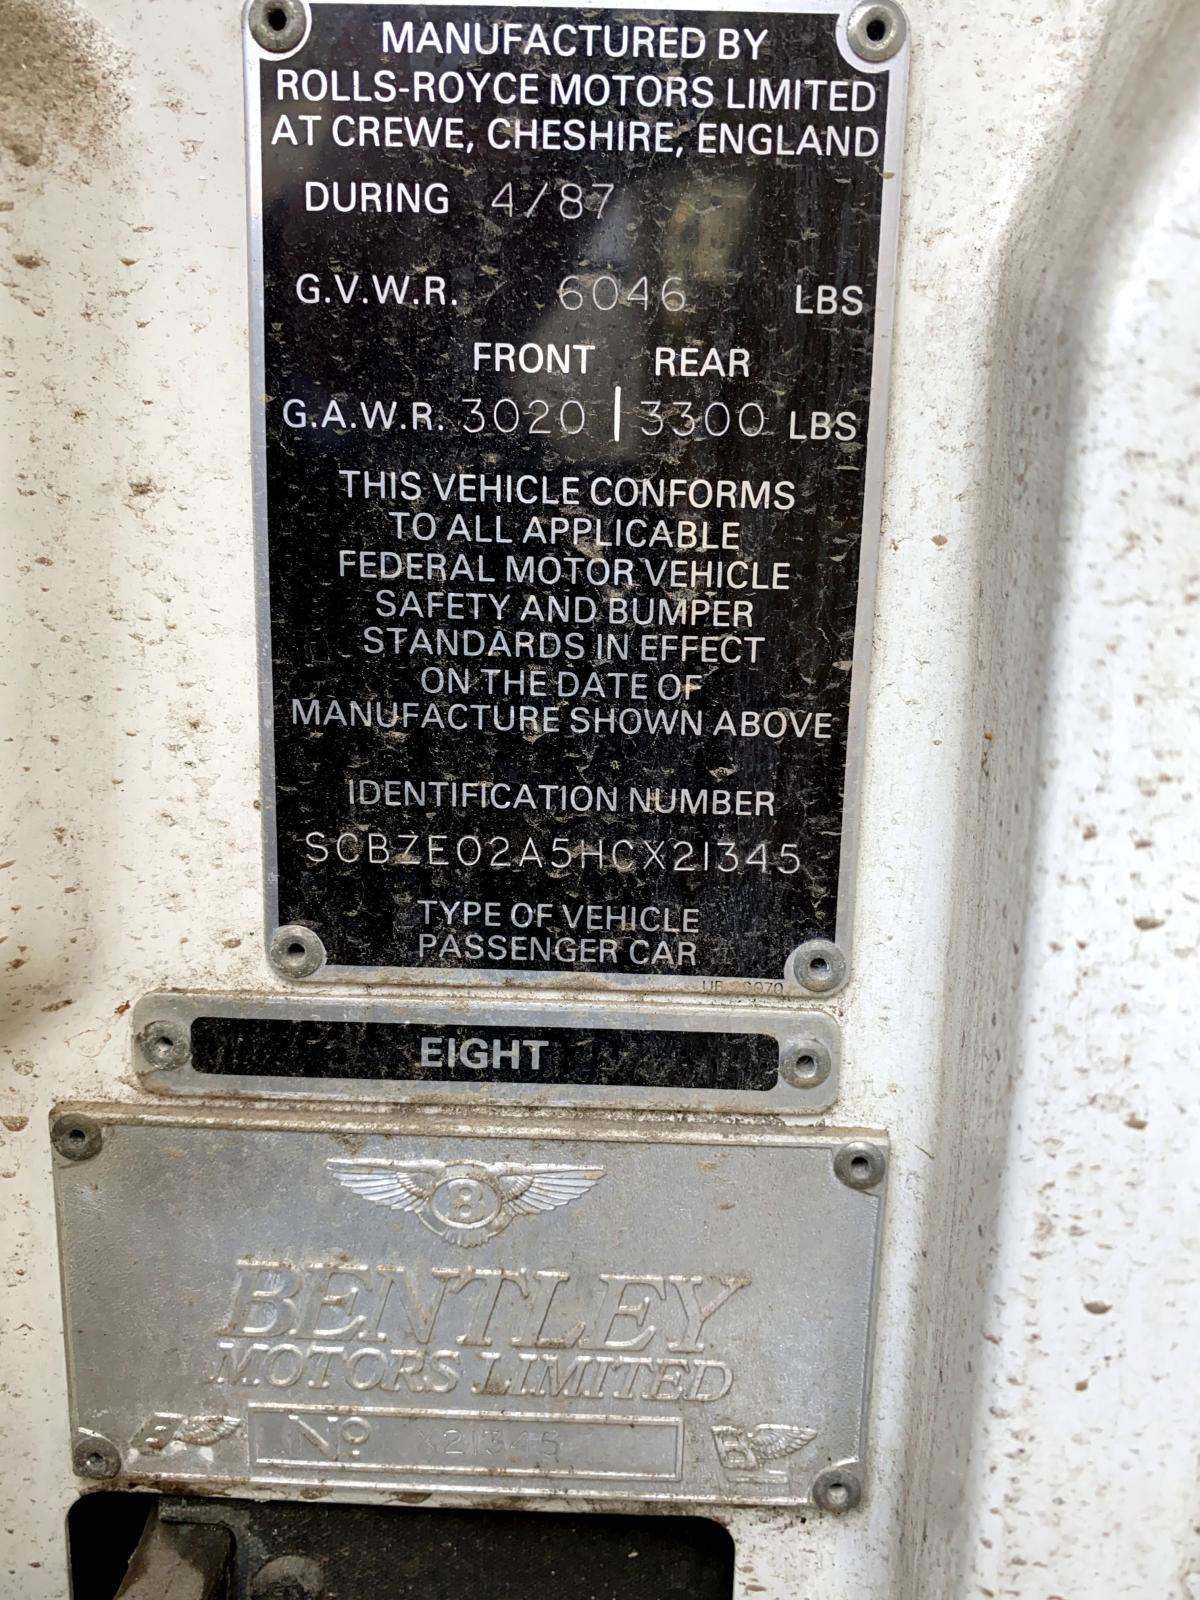 MANUFACTURED BY
ROLLS-ROYCE MOTORS LIMITED
AT CREWE, CHESHIRE, ENGLAND
DURING 4/87
G.V.W.R. 6046 LBS
FRONT REAR
G.A.W.R. 3020 | 3300 LBS
THIS VEHICLE CONFORMS
TO ALL APPLICABLE
FEDERAL MOTOR VEHICLE
SAFETY AND BUMPER
STANDARDS IN EFFECT
ON THE DATE OF
MANUFACTURE SHOWN ABOVE
IDENTIFICATION NUMBER
SCBZE02A5HCX21345
TYPE OF VEHICLE
PASSENGER CAR
EIGHT
B
BENTLEY
MOTORS LIMITED
B Nº 21345 B